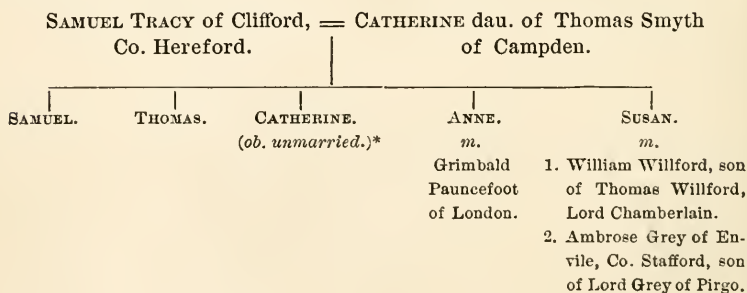 SAMUEL TRACY of Clifford, = CATHERINE dau. of Thomas Smyth
Co. Hereford. of Campden.
SAMUEL. THOMAS. CATHERINE. ANNE. SUSAN.
(ob. unmarried.)* m. m.
Grimbald 1. William Willford, son
Pauncefoot of Thomas Willford,
of London. Lord Chamberlain.
2. Ambrose Grey of En-
vile, Co. Stafford, son
of Lord Grey of Pirgo.